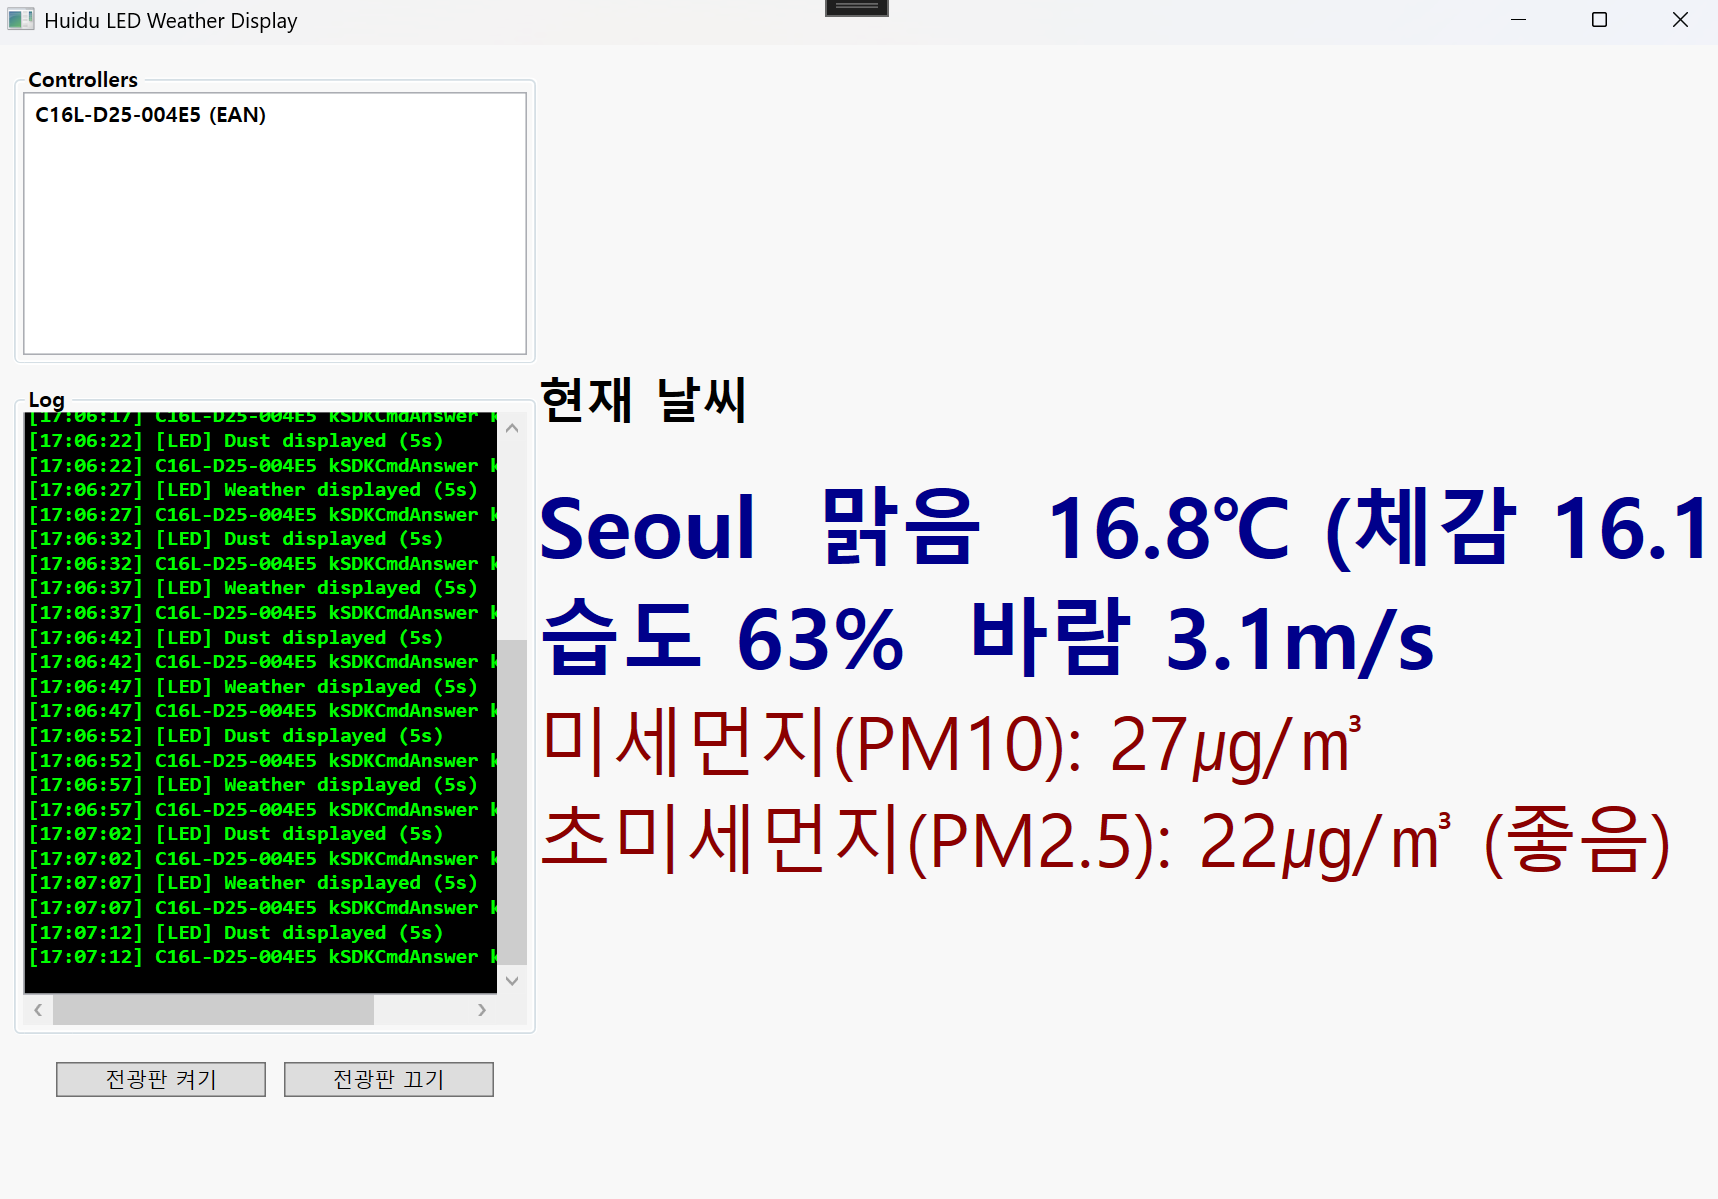 Huidu LED Weather Display
Controllers
C16L-D25-004E5 (EAN)
Log
[17:06:17] C16L-D25-004E5 kSDKCmdAnswer
[17:06:22] [LED] Dust displayed (5s)
[17:06:22] C16L-D25-004E5 kSDKCmdAnswer
[17:06:27] [LED] Weather displayed (5s)
[17:06:27] C16L-D25-004E5 kSDKCmdAnswer
[17:06:32] [LED] Dust displayed (5s)
[17:06:32] C16L-D25-004E5 kSDKCmdAnswer
[17:06:37] [LED] Weather displayed (5s)
[17:06:37] C16L-D25-004E5 kSDKCmdAnswer
[17:06:42] [LED] Dust displayed (5s)
[17:06:42] C16L-D25-004E5 kSDKCmdAnswer
[17:06:47] [LED] Weather displayed (5s)
[17:06:47] C16L-D25-004E5 kSDKCmdAnswer
[17:06:52] [LED] Dust displayed (5s)
[17:06:52] C16L-D25-004E5 kSDKCmdAnswer
[17:06:57] [LED] Weather displayed (5s)
[17:06:57] C16L-D25-004E5 kSDKCmdAnswer
[17:07:02] [LED] Dust displayed (5s)
[17:07:02] C16L-D25-004E5 kSDKCmdAnswer
[17:07:07] [LED] Weather displayed (5s)
[17:07:07] C16L-D25-004E5 kSDKCmdAnswer
[17:07:12] [LED] Dust displayed (5s)
[17:07:12] C16L-D25-004E5 kSDKCmdAnswer
전광판 켜기
전광판 끄기
현재 날씨
Seoul 맑음 16.8℃ (체감 16.1
습도 63% 바람 3.1m/s
미세먼지(PM10): 27µg/㎥
초미세먼지(PM2.5): 22µg/㎥ (좋음)